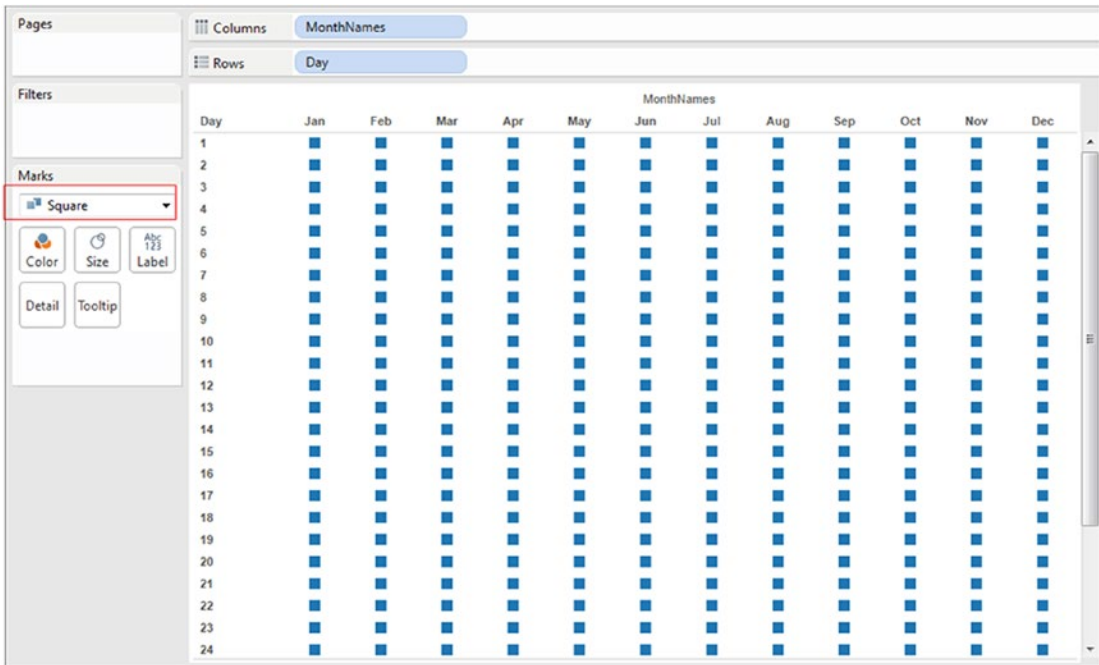 Pages
Columns MonthNames
Rows Day
Filters
Marks
Square
Color Size Abc 123 Label
Detail Tooltip
MonthNames
Day Jan Feb Mar Apr May Jun Jul Aug Sep Oct Nov Dec
1
2
3
4
5
6
7
8
9
10
11
12
13
14
15
16
17
18
19
20
21
22
23
24